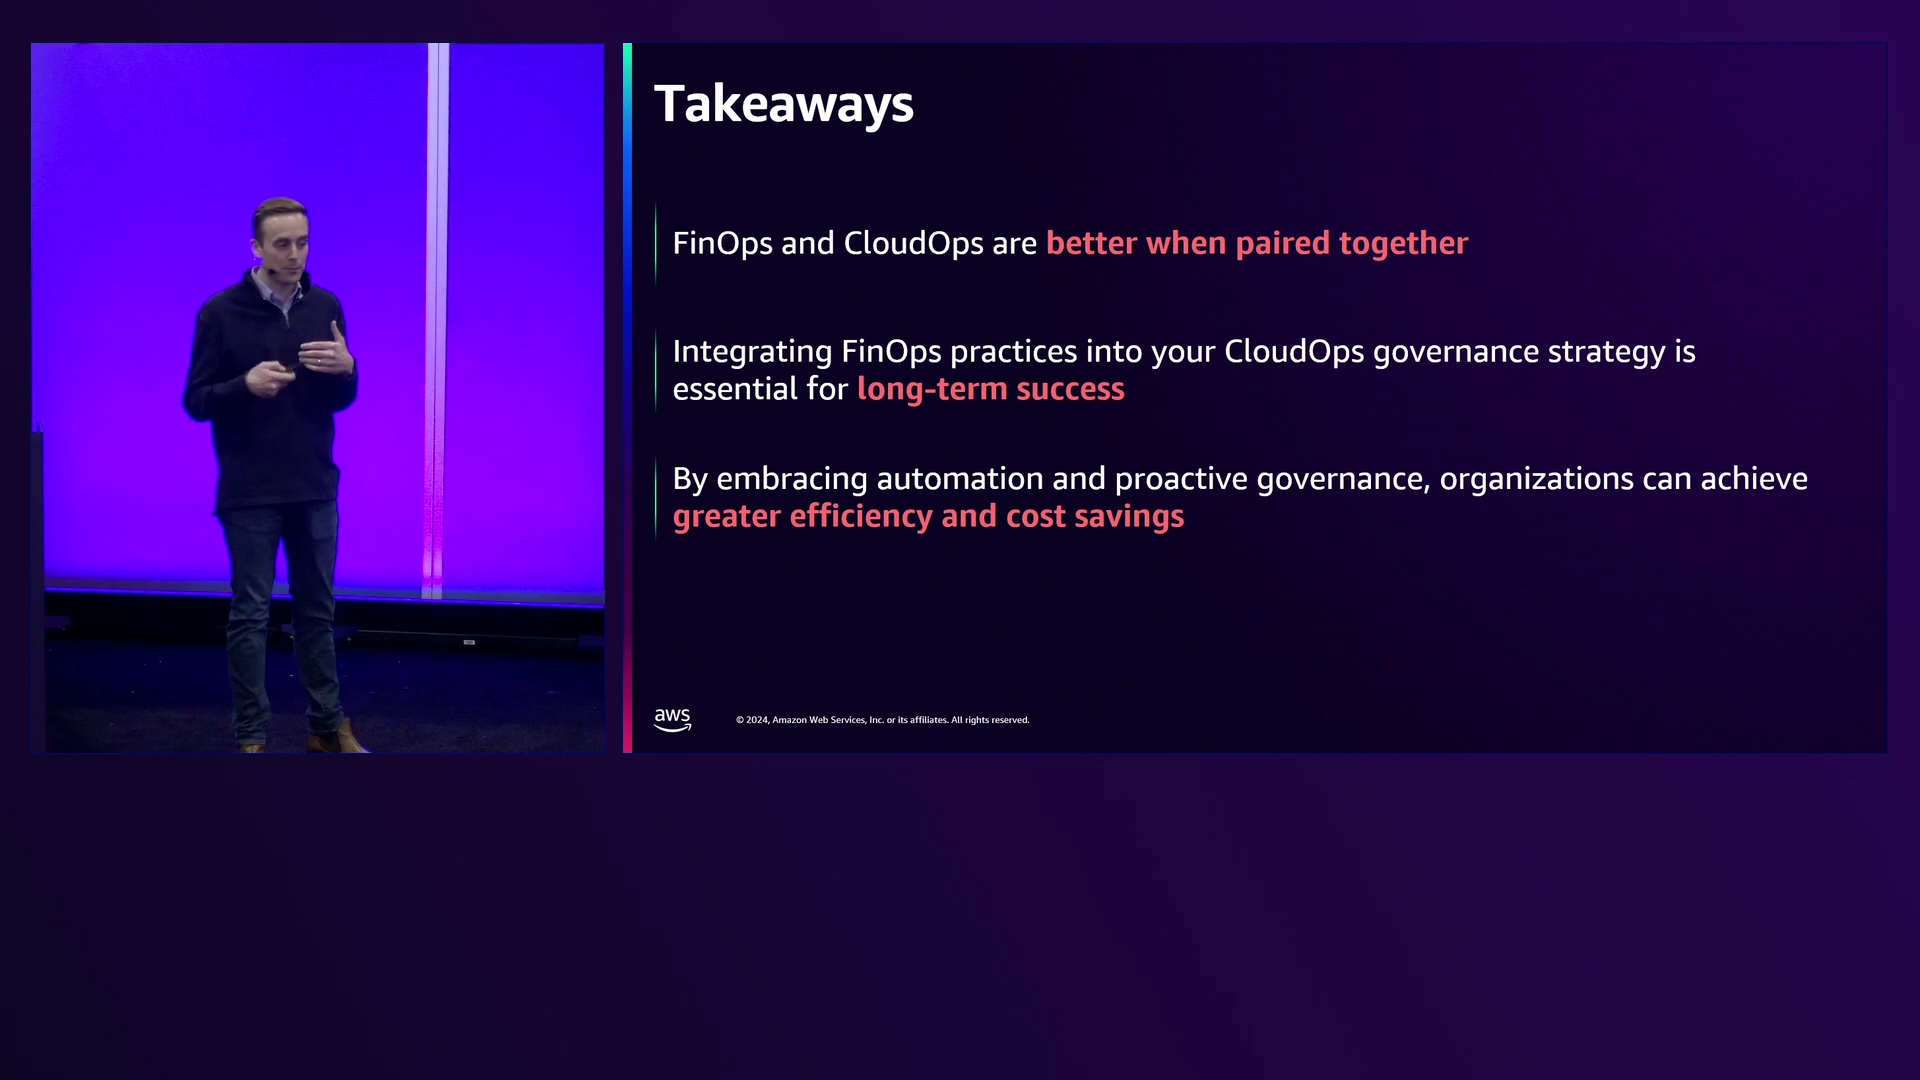 Takeaways
FinOps and CloudOps are better when paired together
Integrating FinOps practices into your CloudOps governance strategy is
essential for long-term success
By embracing automation and proactive governance, organizations can achieve
greater efficiency and cost savings
aws
© 2024, Amazon Web Services, Inc. or its affiliates. All rights reserved.